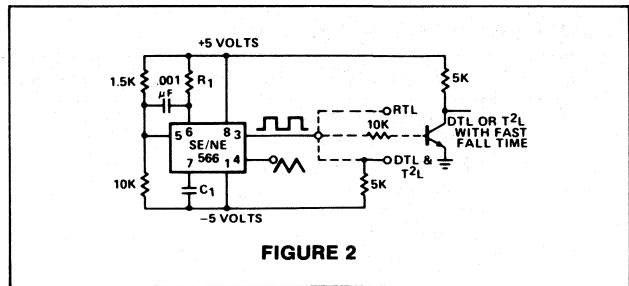 +5 VOLTS
1.5K
.001
μF
R1
5K
RTL
10K
DTL OR T²L
WITH FAST
FALL TIME
5
6
8
3
SE/NE
566
4
7
1
DTL &
T²L
10K
C1
5K
−5 VOLTS
FIGURE 2